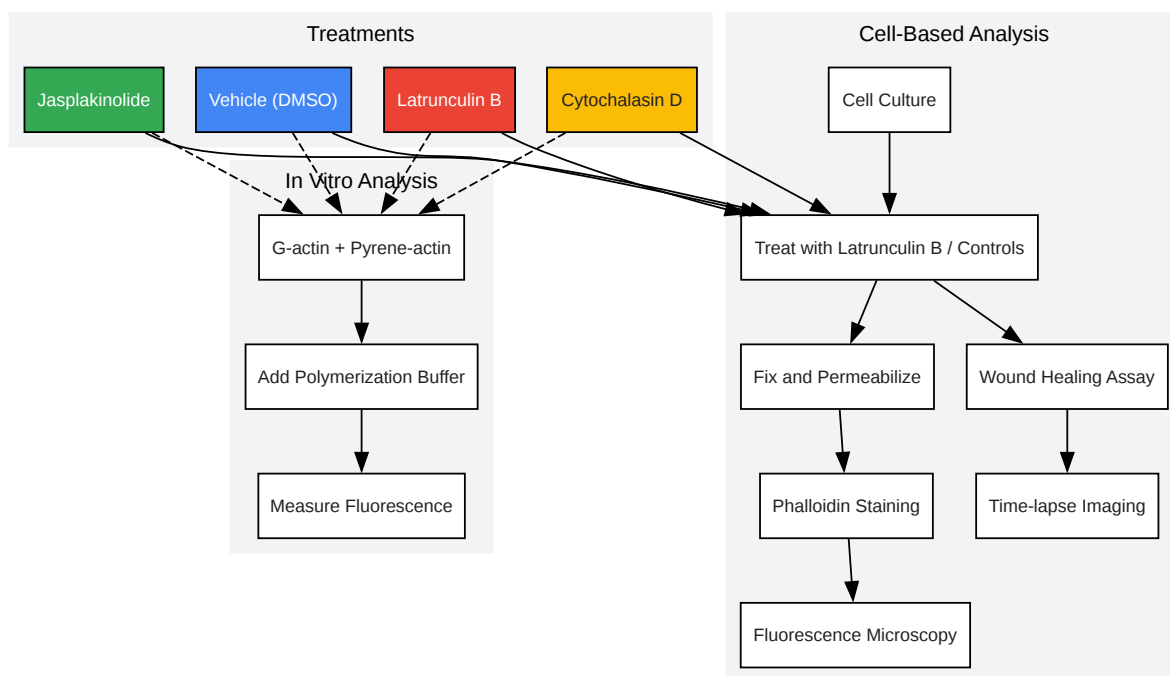 Treatments
Jasplakinolide
Vehicle (DMSO)
Latrunculin B
Cytochalasin D
In Vitro Analysis
G-actin + Pyrene-actin
Add Polymerization Buffer
Measure Fluorescence
Cell-Based Analysis
Cell Culture
Treat with Latrunculin B / Controls
Fix and Permeabilize
Wound Healing Assay
Phalloidin Staining
Time-lapse Imaging
Fluorescence Microscopy